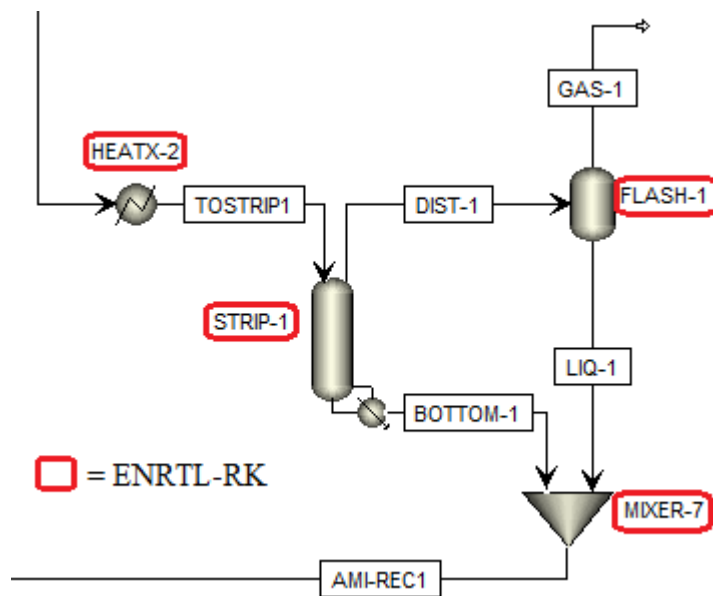 GAS-1
HEATX-2
TOSTRIP1
DIST-1
FLASH-1
STRIP-1
LIQ-1
BOTTOM-1
= ENRTL-RK
MIXER-7
AMI-REC1